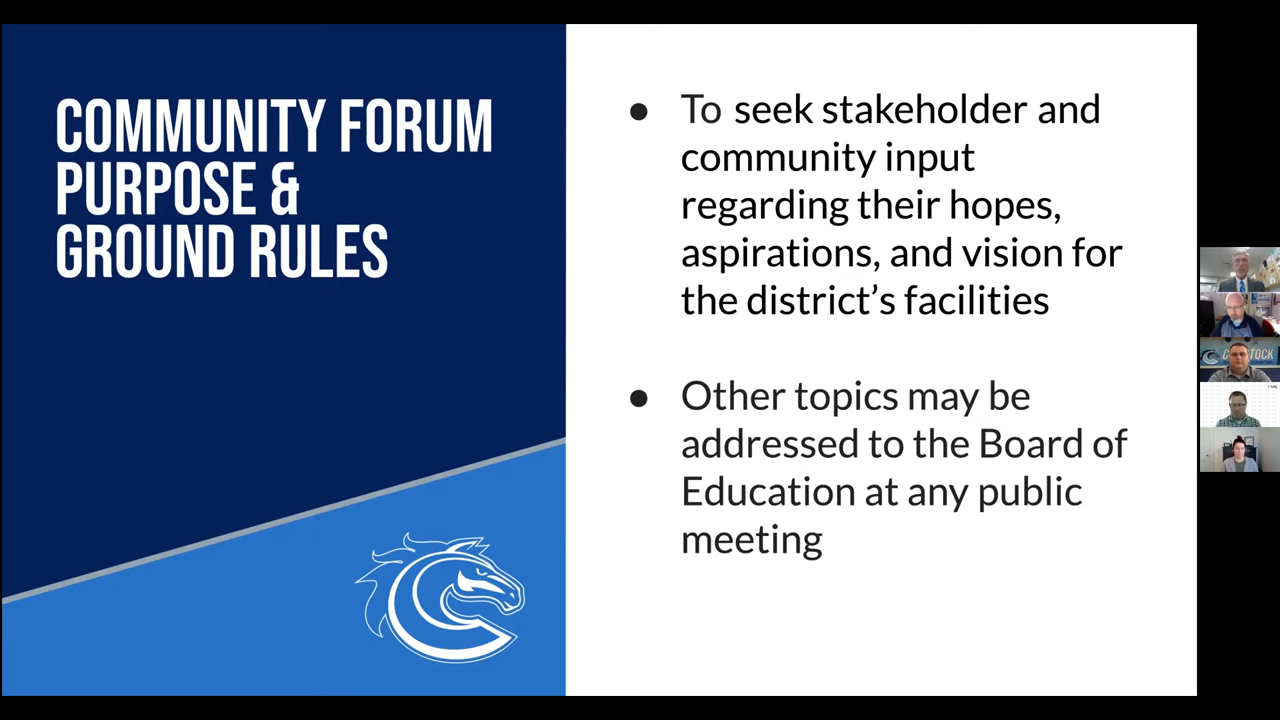 COMMUNITY FORUM
PURPOSE &
GROUND RULES
● To seek stakeholder and
community input
regarding their hopes,
aspirations, and vision for
the district’s facilities
● Other topics may be
addressed to the Board of
Education at any public
meeting